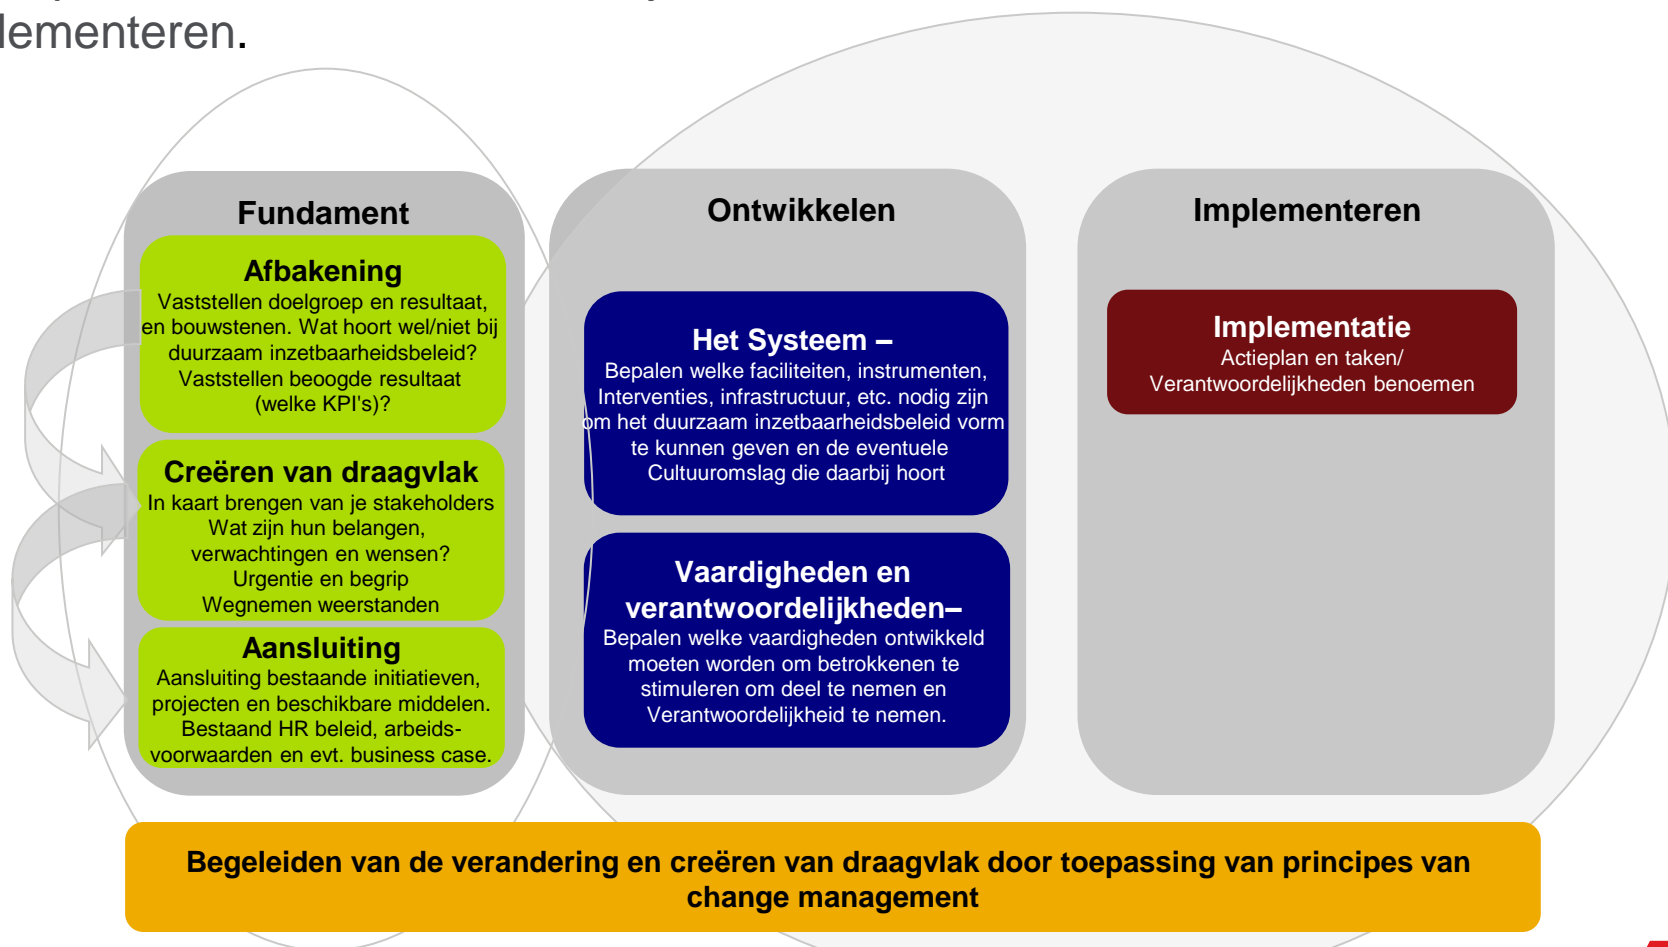 lementeren.
Fundament
Afbakening
Vaststellen doelgroep en resultaat,
en bouwstenen. Wat hoort wel/niet bij
duurzaam inzetbaarheidsbeleid?
Vaststellen beoogde resultaat
(welke KPI's)?
Creëren van draagvlak
In kaart brengen van je stakeholders
Wat zijn hun belangen,
verwachtingen en wensen?
Urgentie en begrip
Wegnemen weerstanden
Aansluiting
Aansluiting bestaande initiatieven,
projecten en beschikbare middelen.
Bestaand HR beleid, arbeids-
voorwaarden en evt. business case.
Ontwikkelen
Het Systeem –
Bepalen welke faciliteiten, instrumenten,
Interventies, infrastructuur, etc. nodig zijn
om het duurzaam inzetbaarheidsbeleid vorm
te kunnen geven en de eventuele
Cultuuromslag die daarbij hoort
Vaardigheden en
verantwoordelijkheden–
Bepalen welke vaardigheden ontwikkeld
moeten worden om betrokkenen te
stimuleren om deel te nemen en
Verantwoordelijkheid te nemen.
Implementeren
Implementatie
Actieplan en taken/
Verantwoordelijkheden benoemen
Begeleiden van de verandering en creëren van draagvlak door toepassing van principes van
change management